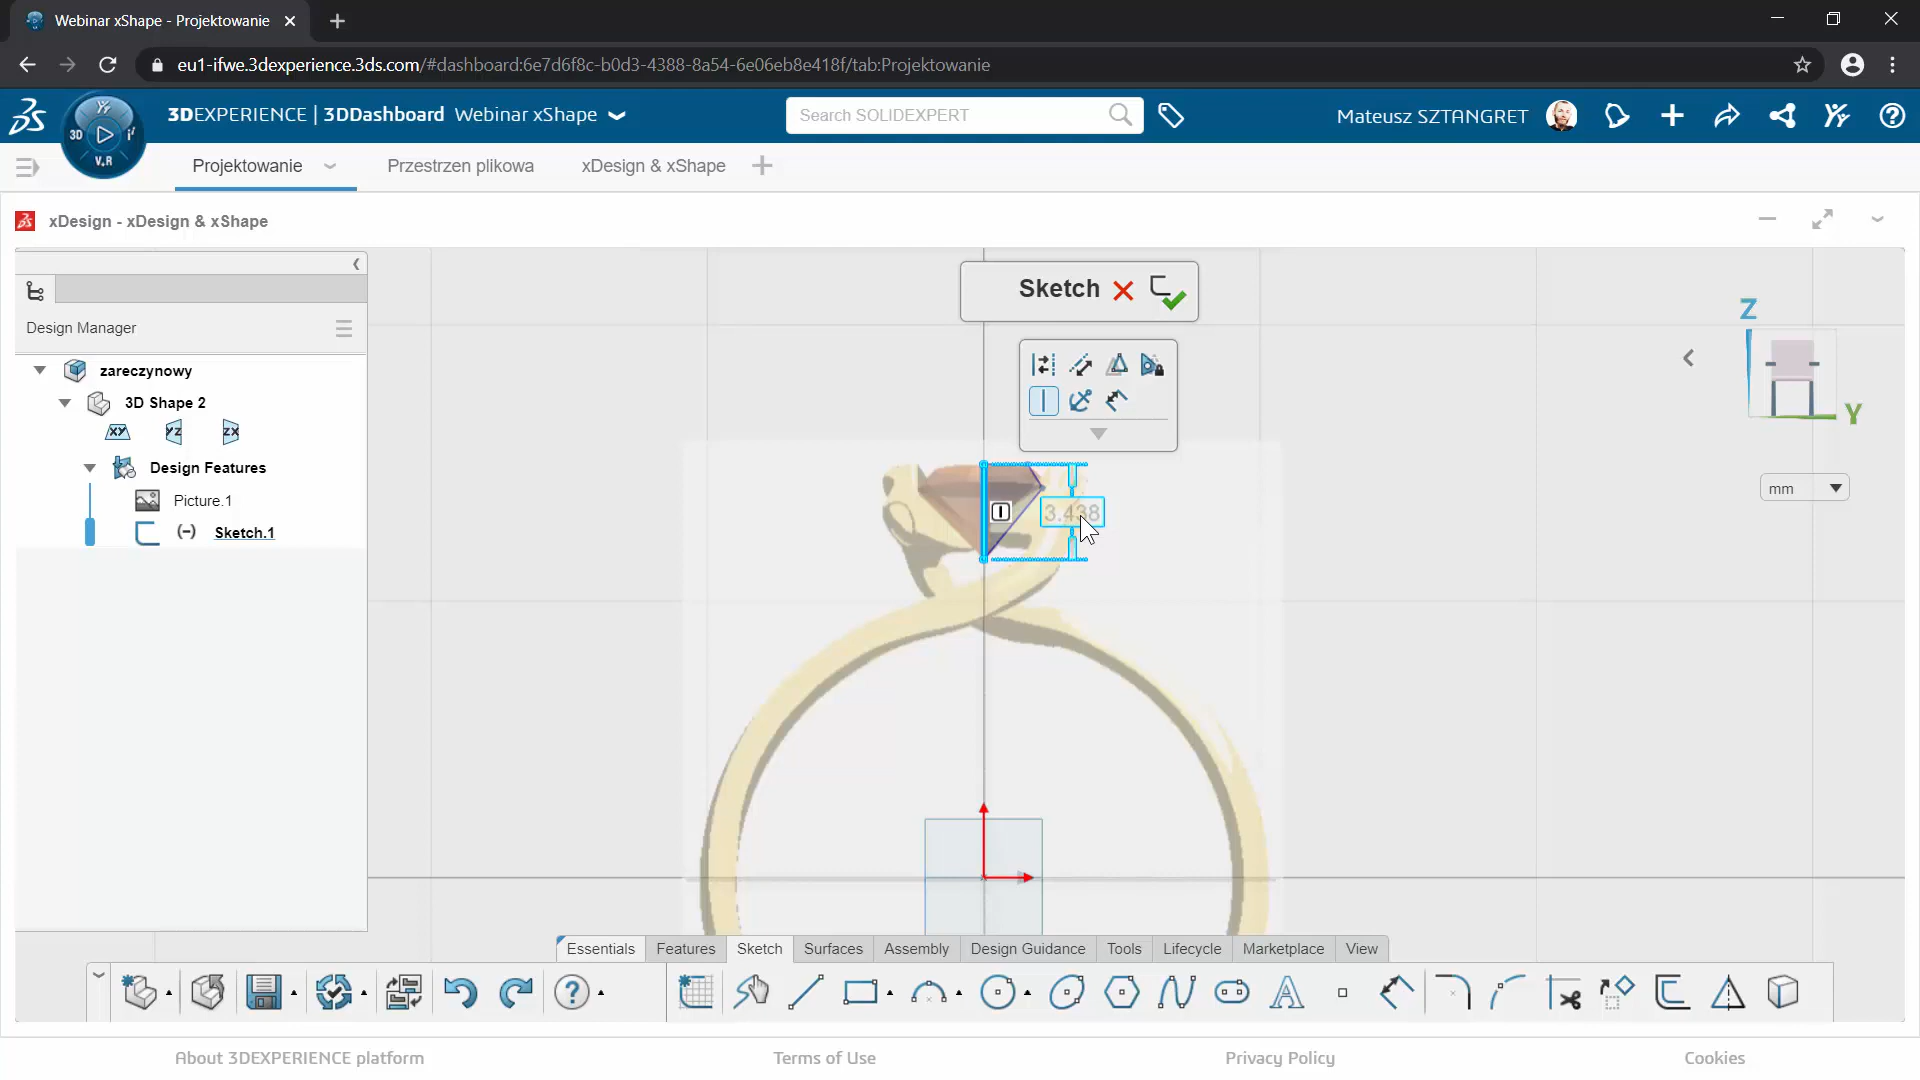 Webinar xShape - Projektowanie
eu1-ifwe.3dexperience.3ds.com/#dashboard:6e7d6f8c-b0d3-4388-8a54-6e06eb8e418f/tab:Projektowanie
3DEXPERIENCE | 3DDashboard Webinar xShape
Search SOLIDEXPERT
Mateusz SZTANGRET
3D
V.R
Projektowanie
Przestrzen plikowa
xDesign & xShape
xDesign - xDesign & xShape
Sketch
Design Manager
zareczynowy
3D Shape 2
XY
YZ
ZX
Design Features
Picture.1
(-) Sketch.1
3.438
Z
Y
mm
Essentials
Features
Sketch
Surfaces
Assembly
Design Guidance
Tools
Lifecycle
Marketplace
View
About 3DEXPERIENCE platform
Terms of Use
Privacy Policy
Cookies